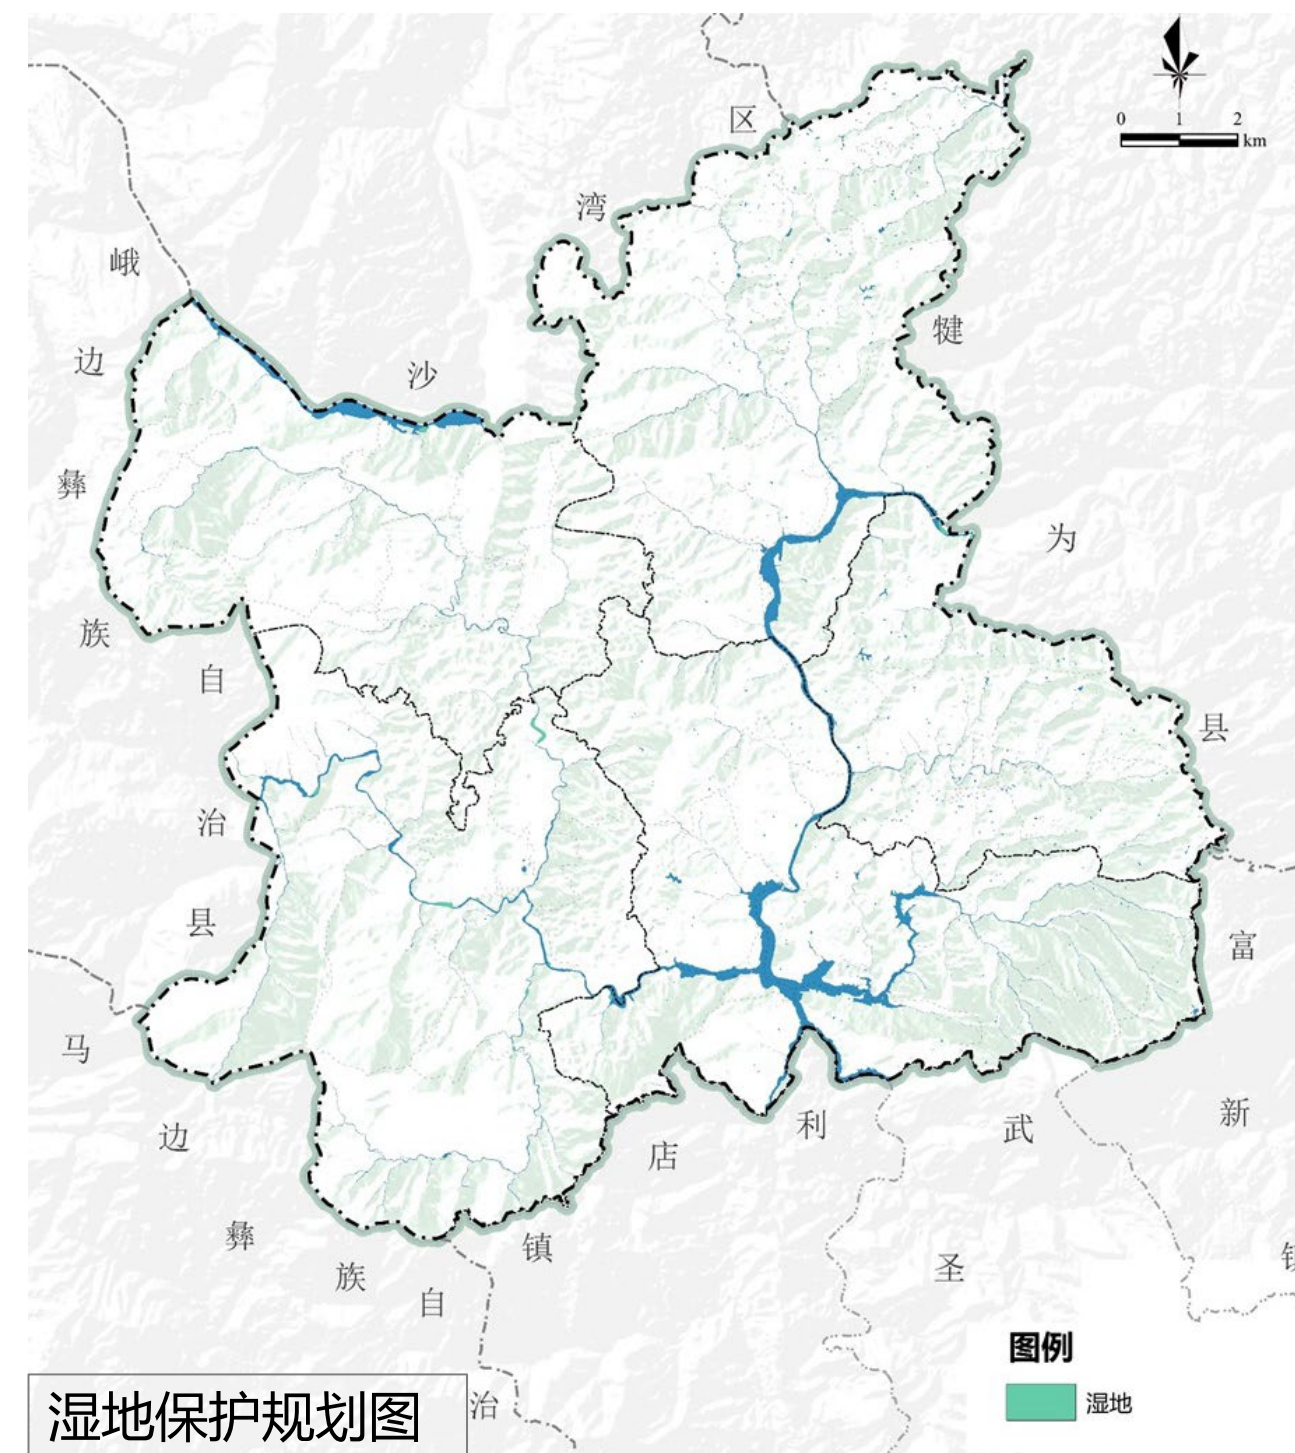 0 1 2
km
区
湾
峨
犍
边
沙
彝
为
族
自
县
治
县
富
马
新
利
武
边
店
彝
镇
族
圣
自
图例
湿地
治
湿地保护规划图